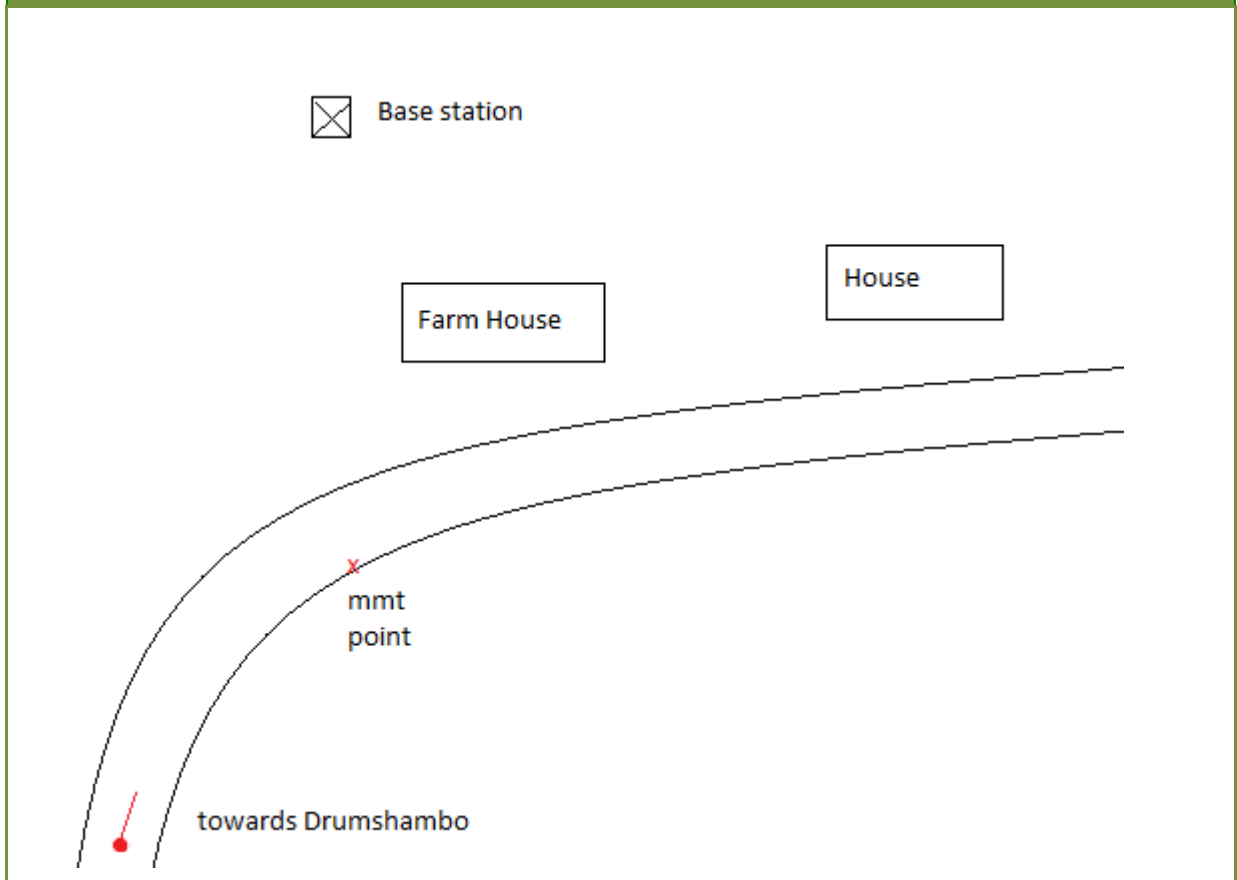 Base station
House
Farm House
x
mmt
point
towards Drumshambo